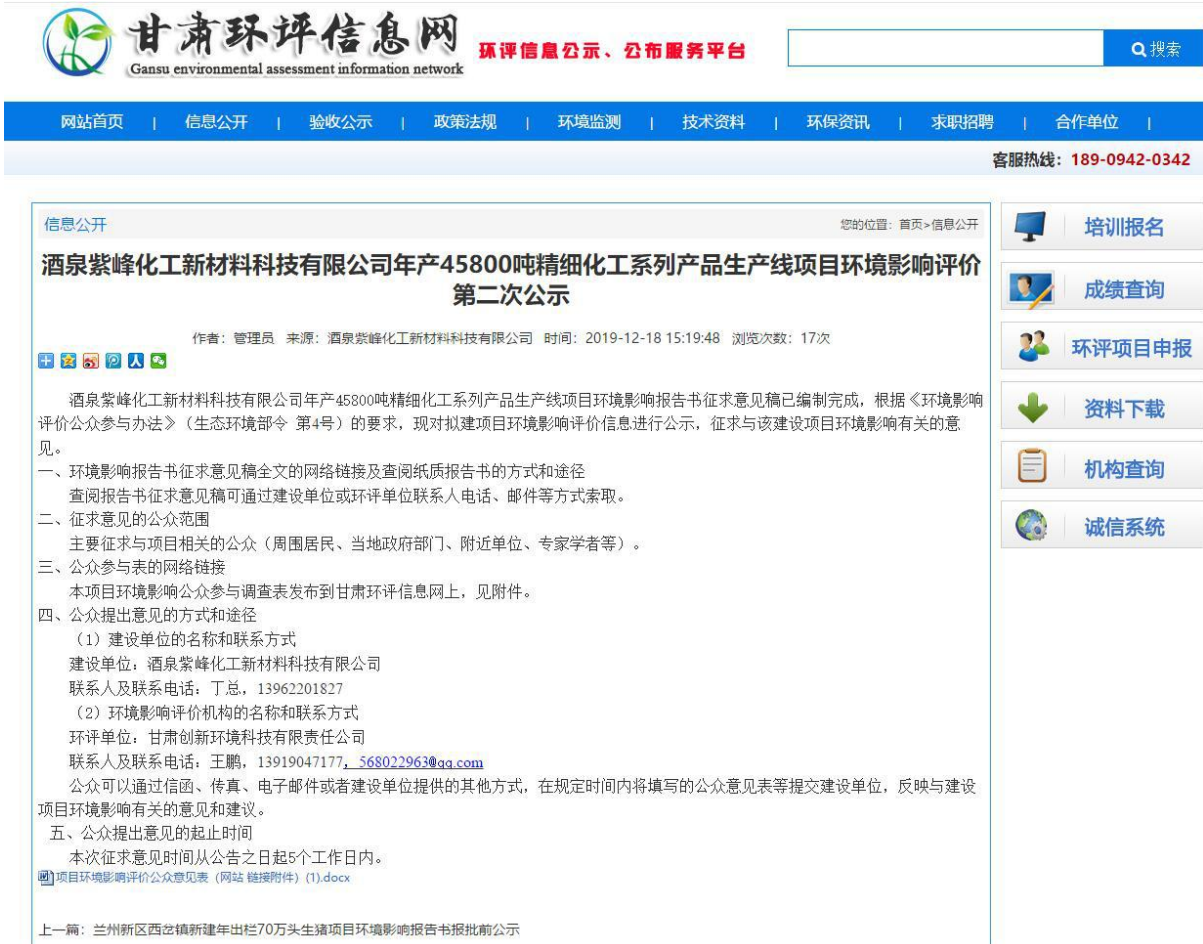 甘肃环评信息网
Gansu environmental assessment information network
环评信息公示、公布服务平台
搜索
网站首页 | 信息公开 | 验收公示 | 政策法规 | 环境监测 | 技术资料 | 环保资讯 | 求职招聘 | 合作单位 |
客服热线：189-0942-0342
信息公开
您的位置：首页>信息公开
酒泉紫峰化工新材料科技有限公司年产45800吨精细化工系列产品生产线项目环境影响评价
第二次公示
作者：管理员 来源：酒泉紫峰化工新材料科技有限公司 时间：2019-12-18 15:19:48 浏览次数：17次
酒泉紫峰化工新材料科技有限公司年产45800吨精细化工系列产品生产线项目环境影响报告书征求意见稿已编制完成，根据《环境影响
评价公众参与办法》（生态环境部令 第4号）的要求，现对拟建项目环境影响评价信息进行公示，征求与该建设项目环境影响有关的意
见。
一、环境影响报告书征求意见稿全文的网络链接及查阅纸质报告书的方式和途径
查阅报告书征求意见稿可通过建设单位或环评单位联系人电话、邮件等方式索取。
二、征求意见的公众范围
主要征求与项目相关的公众（周围居民、当地政府部门、附近单位、专家学者等）。
三、公众参与表的网络链接
本项目环境影响公众参与调查表发布到甘肃环评信息网上，见附件。
四、公众提出意见的方式和途径
（1）建设单位的名称和联系方式
建设单位：酒泉紫峰化工新材料科技有限公司
联系人及联系电话：丁总，13962201827
（2）环境影响评价机构的名称和联系方式
环评单位：甘肃创新环境科技有限责任公司
联系人及联系电话：王鹏，13919047177，568022963@qq.com
公众可以通过信函、传真、电子邮件或者建设单位提供的其他方式，在规定时间内将填写的公众意见表等提交建设单位，反映与建设
项目环境影响有关的意见和建议。
五、公众提出意见的起止时间
本次征求意见时间从公告之日起5个工作日内。
项目环境影响评价公众意见表（网站 链接附件）(1).docx
上一篇：兰州新区西岔镇新建年出栏70万头生猪项目环境影响报告书报批前公示
培训报名
成绩查询
环评项目申报
资料下载
机构查询
诚信系统